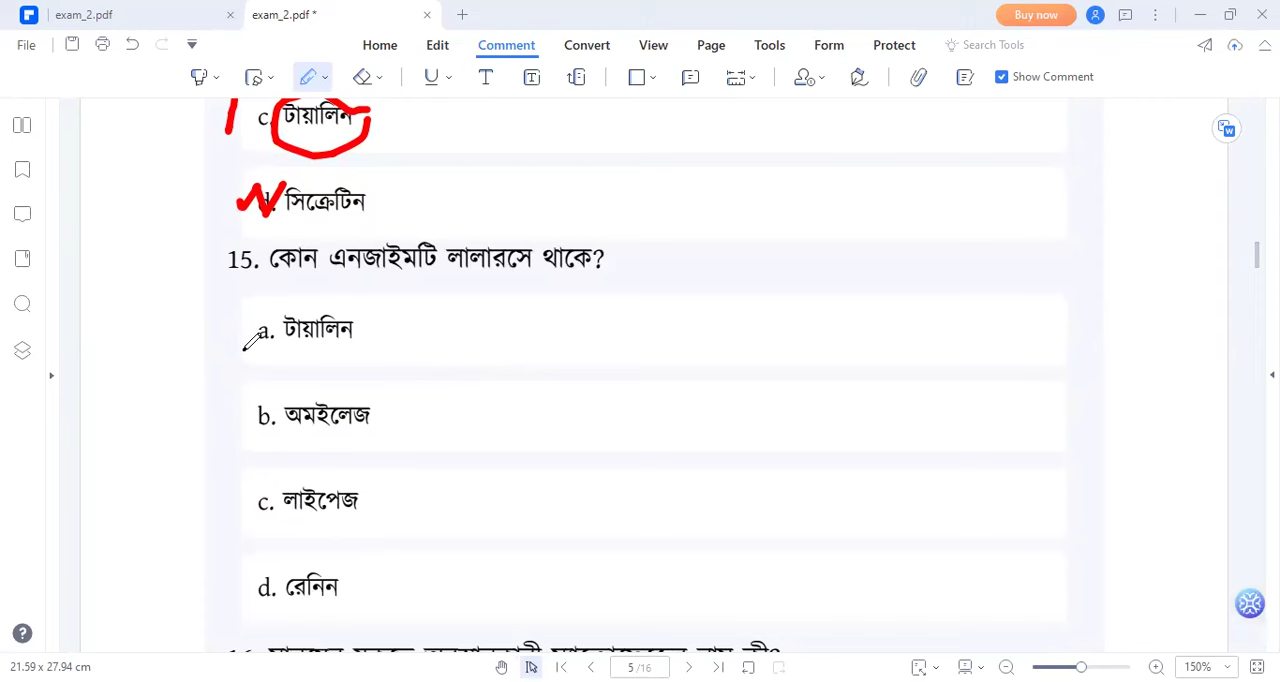 exam_2.pdf
exam_2.pdf *
Buy now
File
Home
Edit
Comment
Convert
View
Page
Tools
Form
Protect
Search Tools
Show Comment
c. টায়ালিন
d. সিক্রেটিন
15. কোন এনজাইমটি লালারসে থাকে?
a. টায়ালিন
b. অমইলেজ
c. লাইপেজ
d. রেনিন
21.59 x 27.94 cm
5 /16
150%